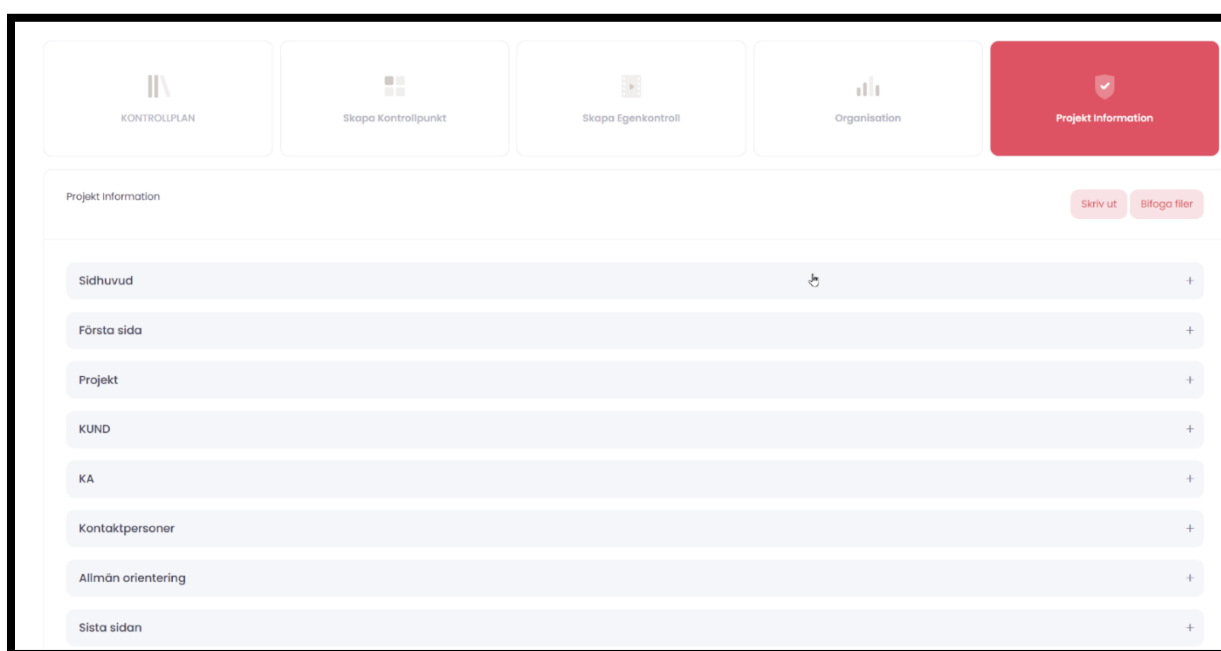 KONTROLLPLAN
Skapa Kontrollpunkt
Skapa Egenkontroll
Organisation
Projekt Information
Projekt Information
Skriv ut
Bifoga filer
Sidhuvud
Första sida
Projekt
KUND
KA
Kontaktpersoner
Allmän orientering
Sista sidan